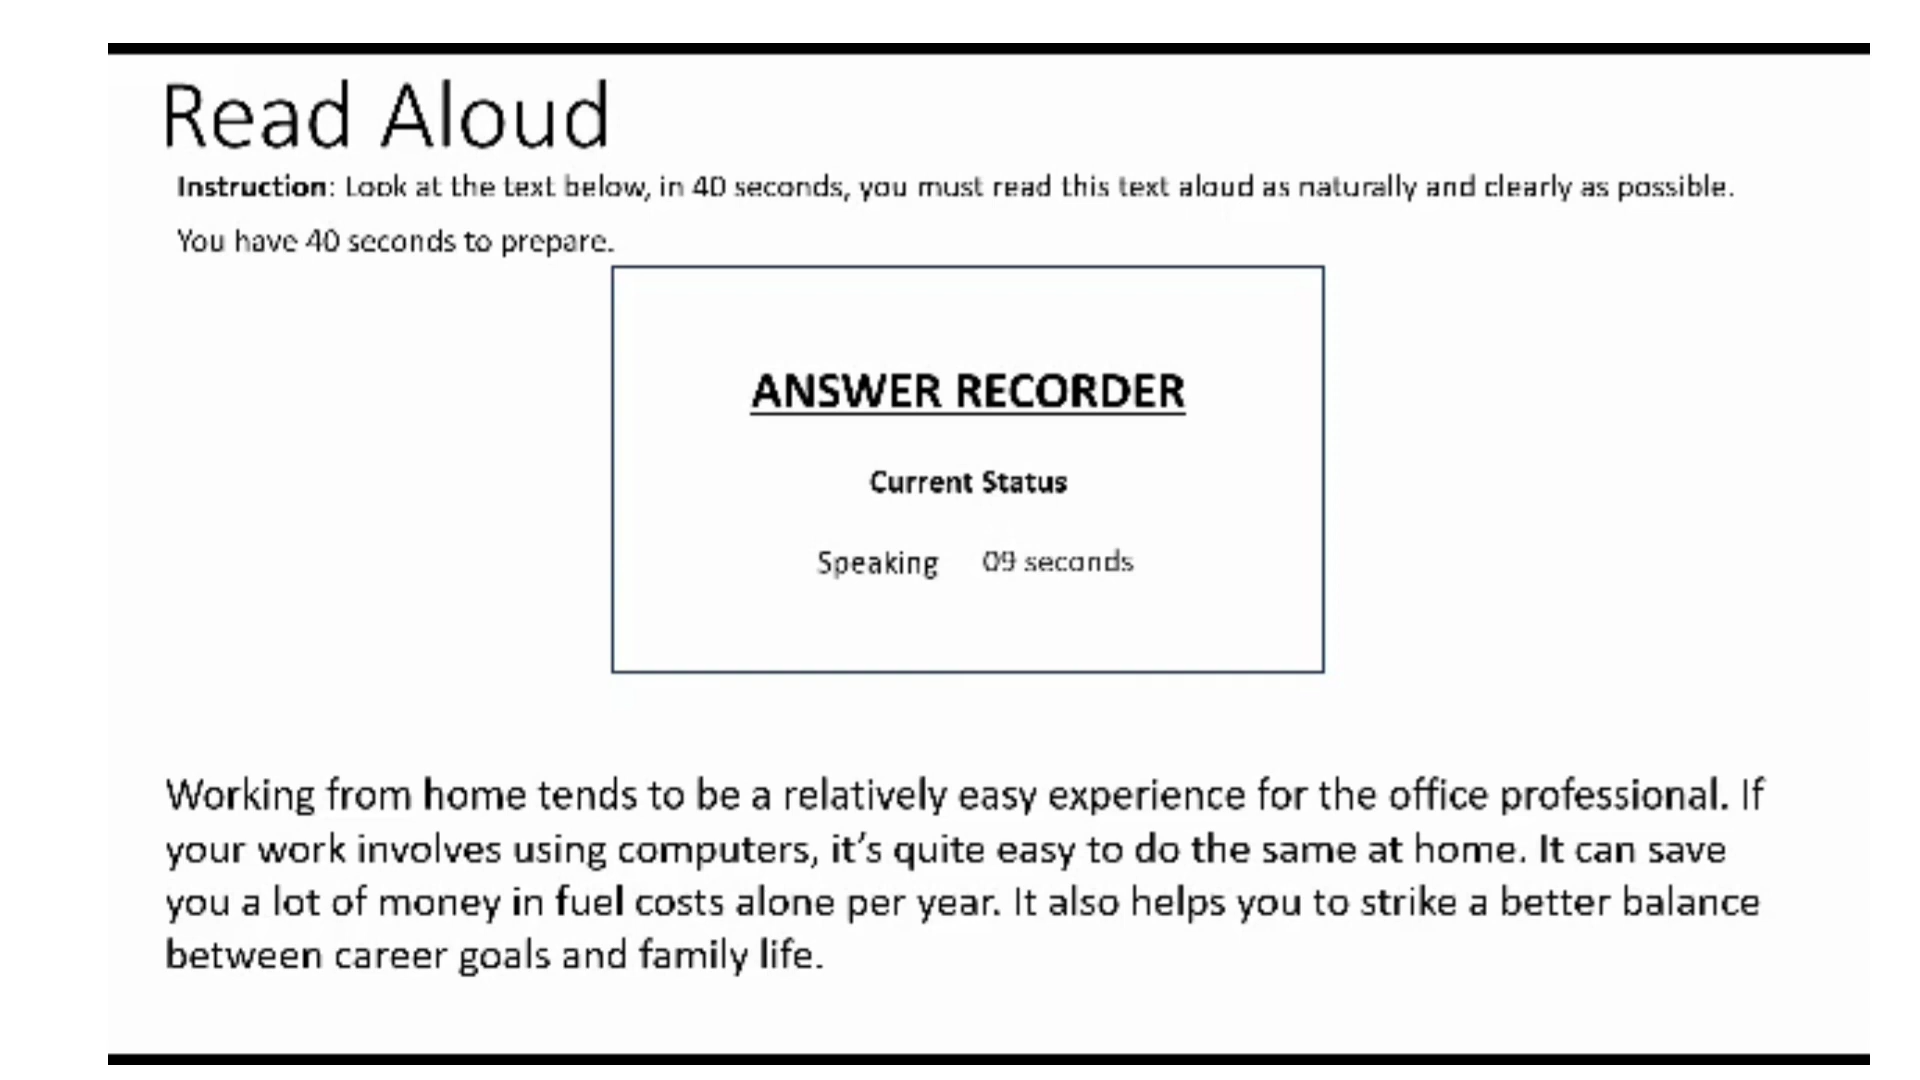 Read Aloud
Instruction: Look at the text below, in 40 seconds, you must read this text aloud as naturally and clearly as possible.
You have 40 seconds to prepare.
ANSWER RECORDER
Current Status
Speaking 09 seconds
Working from home tends to be a relatively easy experience for the office professional. If
your work involves using computers, it’s quite easy to do the same at home. It can save
you a lot of money in fuel costs alone per year. It also helps you to strike a better balance
between career goals and family life.